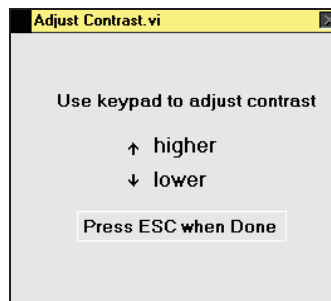 Adjust Contrast.vi
Use keypad to adjust contrast
↑ higher
↓ lower
Press ESC when Done